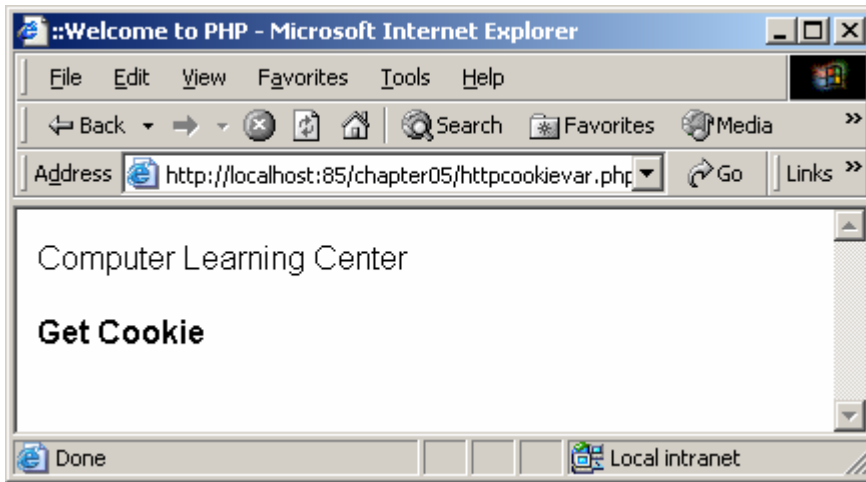 ::Welcome to PHP - Microsoft Internet Explorer
File Edit View Favorites Tools Help
Back Search Favorites Media »
Address http://localhost:85/chapter05/httpcookievar.php Go Links »
Computer Learning Center
Get Cookie
Done Local intranet